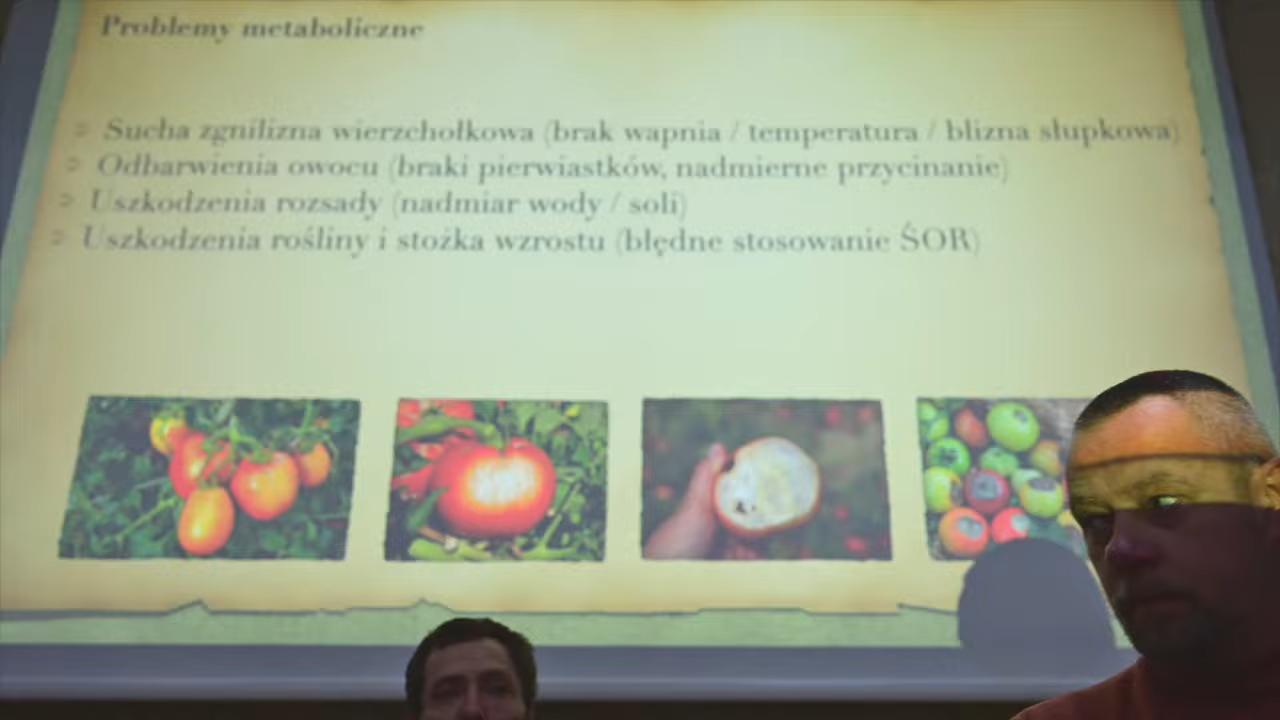 Problemy metaboliczne
Sucha zgnilizna wierzchołkowa (brak wapnia / temperatura / blizna słupkowa)
Odbarwienia owocu (braki pierwiastków, nadmierne przycinanie)
Uszkodzenia rozsady (nadmiar wody / soli)
Uszkodzenia rośliny i stożka wzrostu (błędne stosowanie ŚOR)